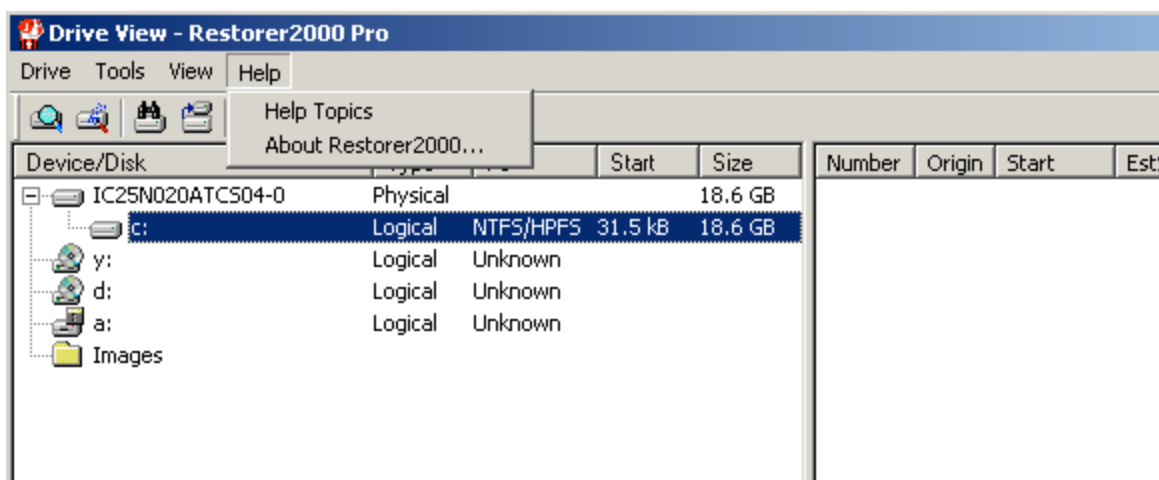 Drive View - Restorer2000 Pro
Drive Tools View Help
Help Topics
About Restorer2000...
Device/Disk Start Size Number Origin Start
IC25N020ATCS04-0 Physical 18.6 GB
c: Logical NTFS/HPFS 31.5 kB 18.6 GB
y: Logical Unknown
d: Logical Unknown
a: Logical Unknown
Images